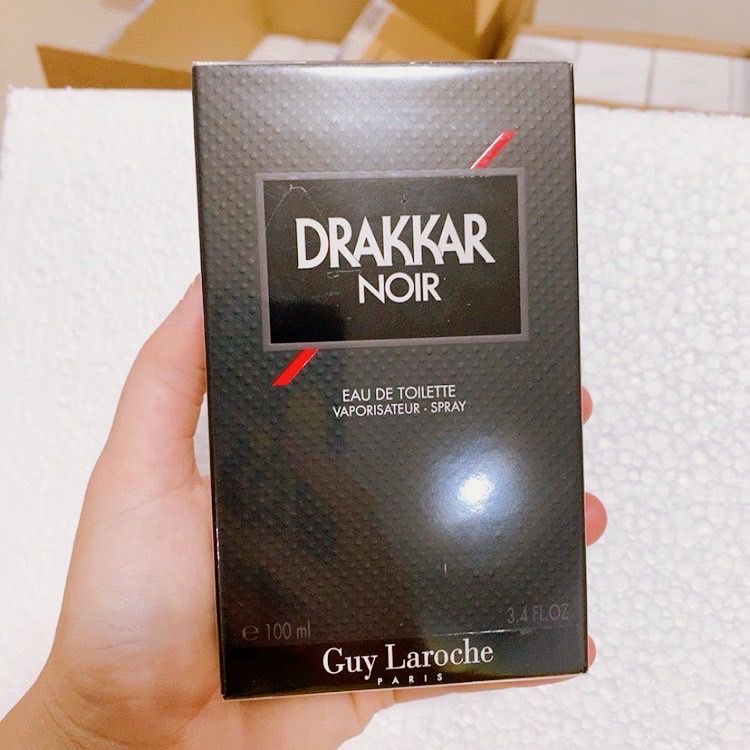 DRAKKAR
NOIR
EAU DE TOILETTE
VAPORISATEUR - SPRAY
e 100 ml
3.4 FL.OZ
Guy Laroche
PARIS